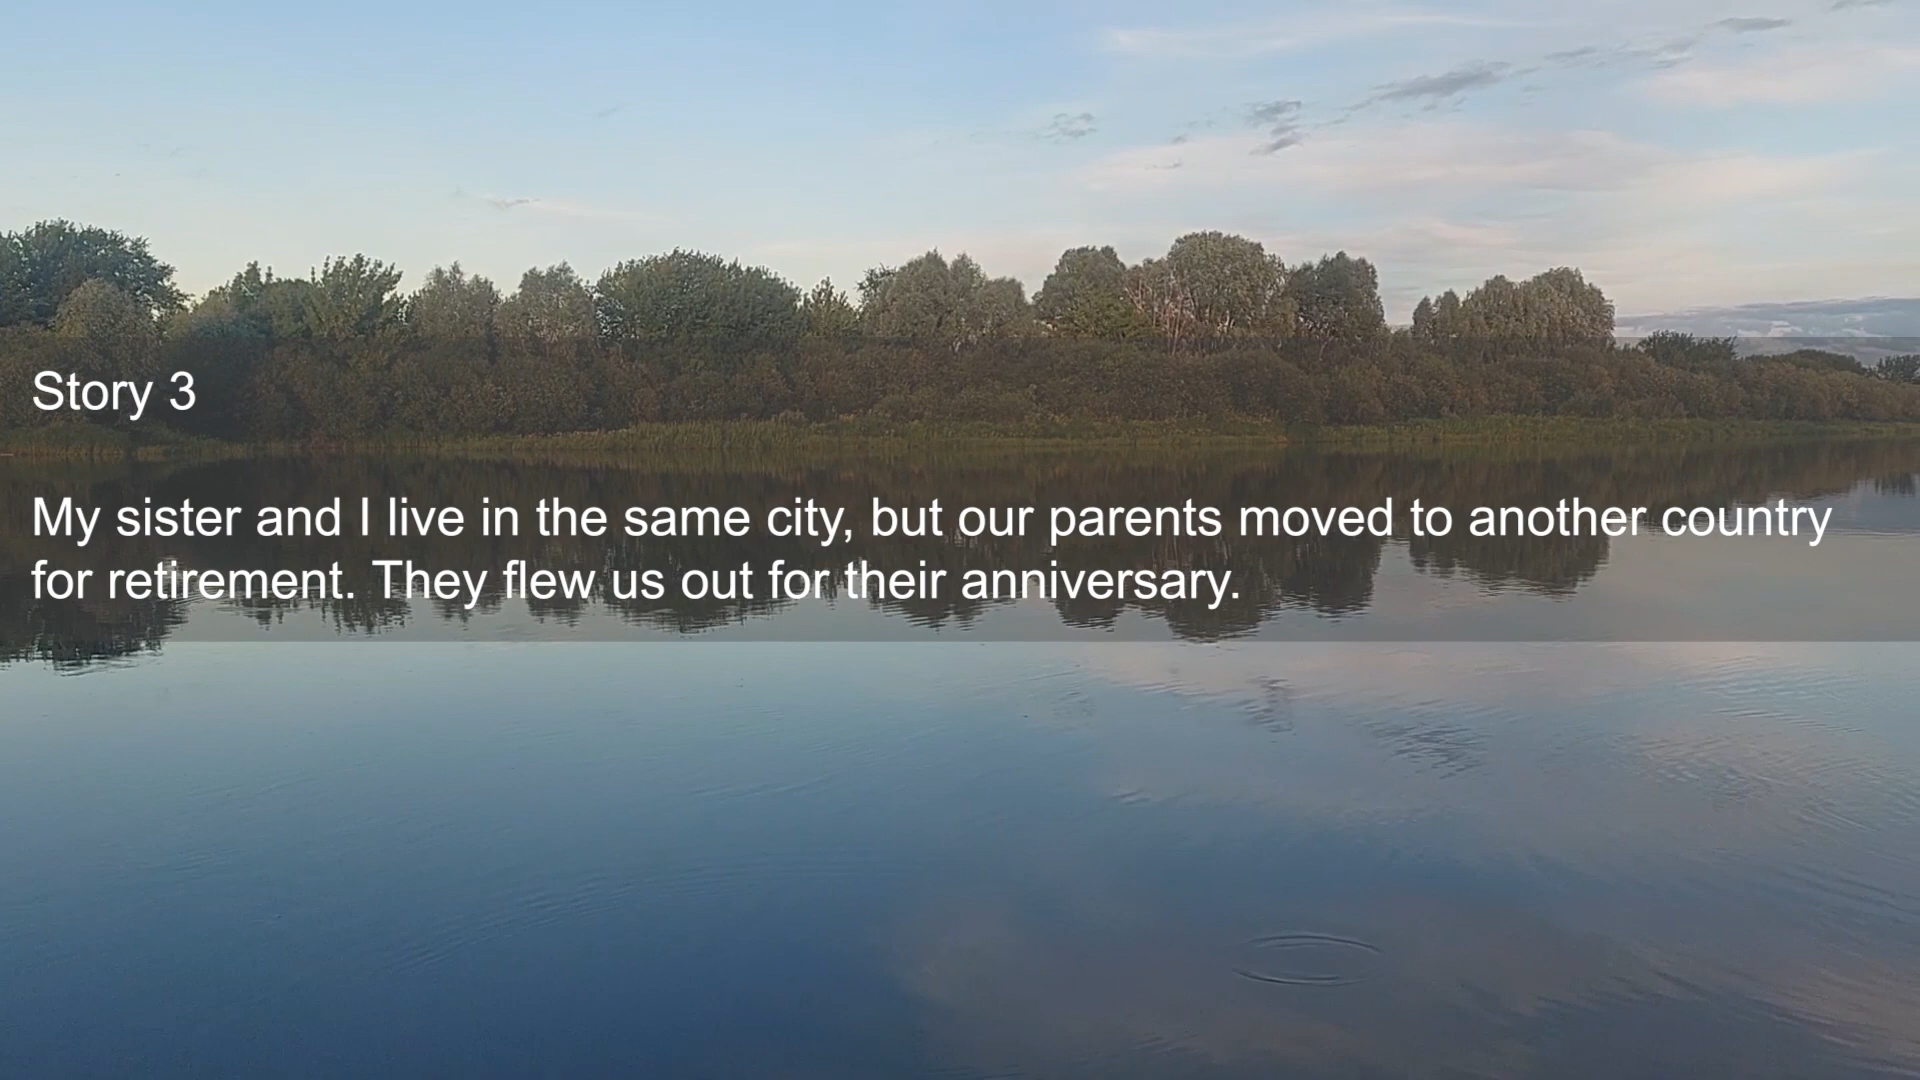 Story 3
My sister and I live in the same city, but our parents moved to another country
for retirement. They flew us out for their anniversary.